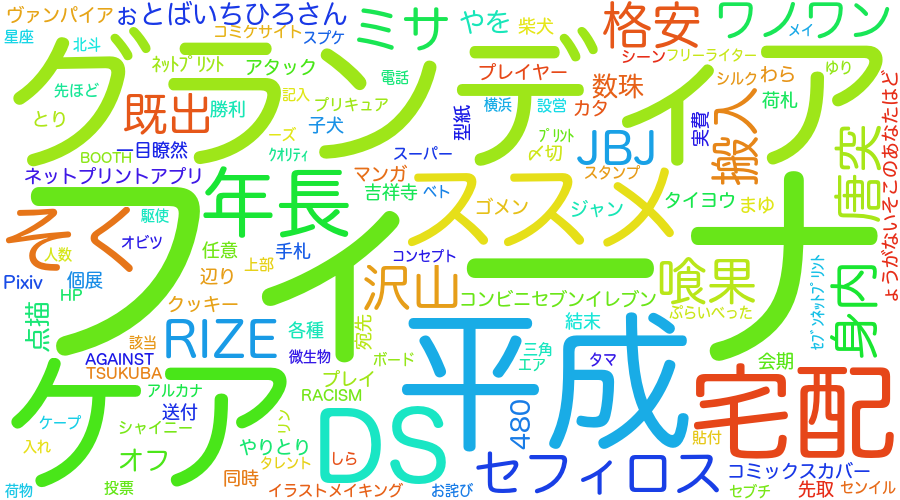 ヴァンパイア
ぉとばいちひろさん
ミサ
やを
柴犬
格安
ワノワン
メイ
星座
北斗
コミケサイト
スプケ
グランディア
シーン
フリーライター
ゆり
先ほど
ﾈｯﾄﾌﾟﾘﾝﾄ
アタック
電話
プレイヤー
数珠
シルク
わら
とり
既出
勝利
記入
プリキュア
横浜
設営
カタ
荷札
BOOTH
一目瞭然
ーズ
子犬
型紙
ﾌﾟﾘﾝﾄ
実費
搬入
ネットプリントアプリ
ｸｵﾘﾃｨ
スーパー
〆切
JBJ
唐突
ょうがないそこのあなたはど
マンガ
スタンプ
年長
吉祥寺
ベト
ススメ
ゴメン
ジャン
タイヨウ
まゆ
そく
駆使
オビツ
フィーナ
人数
任意
上部
手札
コンセプト
Pixiv
個展
HP
辺り
沢山
コンビニセブンイレブン
喰果
ｾﾌﾞﾝﾈｯﾄﾌﾟﾘﾝﾄ
身内
点描
クッキー
ぷらいべった
RIZE
各種
宛先
平成
結末
該当
AGAINST
微生物
ボード
三角
エア
タマ
会期
TSUKUBA
ケア
アルカナ
プレイ
RACISM
宅配
ケープ
送付
シャイニー
リン
DS
480
貼付
入れ
オフ
やりとり
タレント
しら
セフィロス
コミックスカバー
荷物
投票
同時
イラストメイキング
お詫び
セブチ
先取
センイル